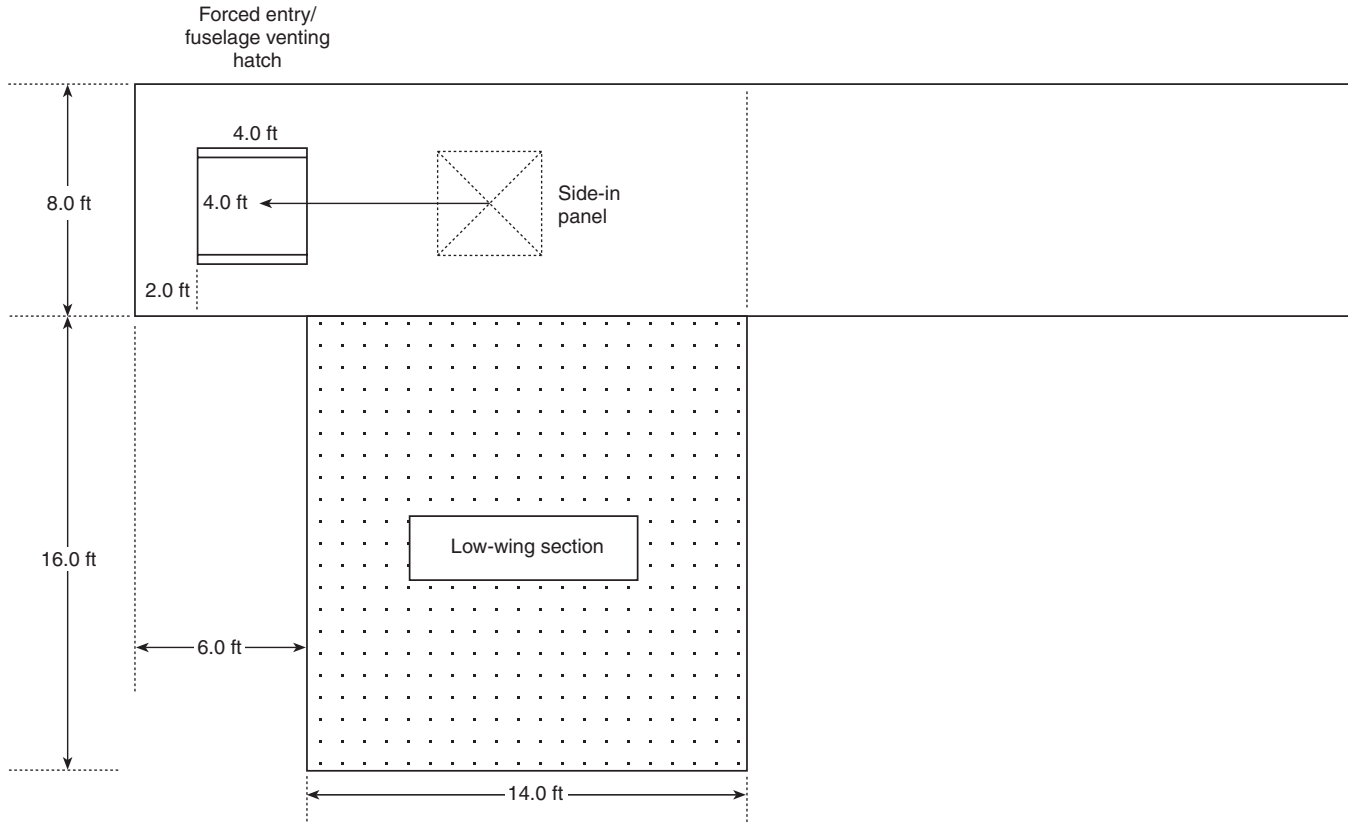 Forced entry/
fuselage venting
hatch
4.0 ft
8.0 ft
4.0 ft
Side-in
panel
2.0 ft
Low-wing section
16.0 ft
6.0 ft
14.0 ft